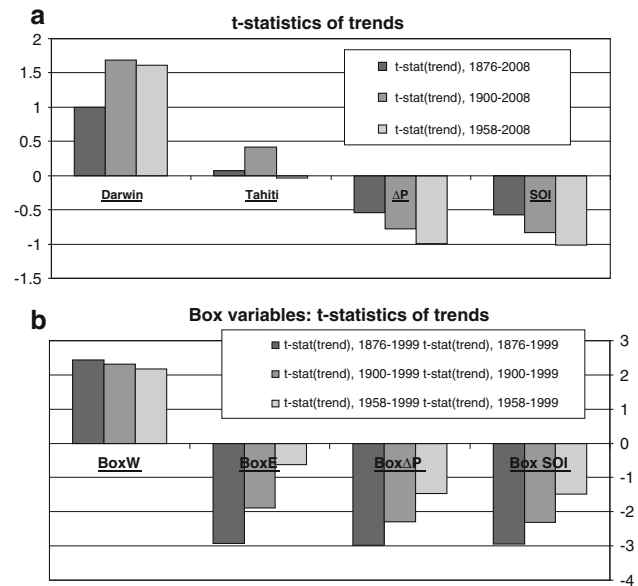 a
t-statistics of trends
2
1.5
1
0.5
0
-0.5
-1
-1.5
t-stat(trend), 1876-2008
t-stat(trend), 1900-2008
t-stat(trend), 1958-2008
Darwin Tahiti ΔP SOI
b
Box variables: t-statistics of trends
t-stat(trend), 1876-1999 t-stat(trend), 1876-1999
t-stat(trend), 1900-1999 t-stat(trend), 1900-1999
t-stat(trend), 1958-1999 t-stat(trend), 1958-1999
3
2
1
0
-1
-2
-3
-4
BoxW BoxE BoxΔP Box SOI